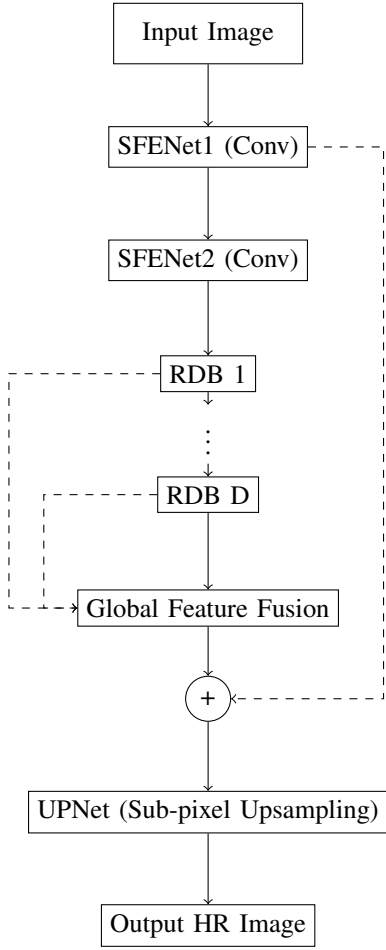 Input Image
SFENet1 (Conv)
SFENet2 (Conv)
RDB 1
⋮
RDB D
Global Feature Fusion
+
UPNet (Sub-pixel Upsampling)
Output HR Image